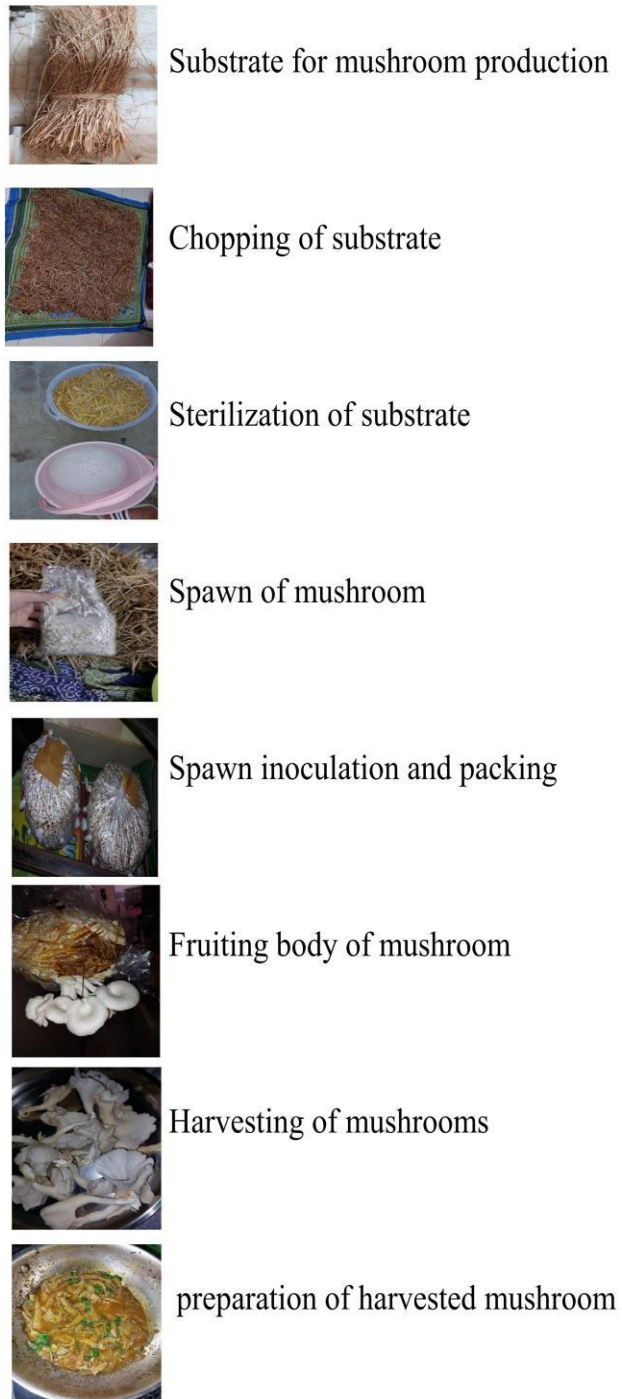 Substrate for mushroom production
Chopping of substrate
Sterilization of substrate
Spawn of mushroom
Spawn inoculation and packing
Fruiting body of mushroom
Harvesting of mushrooms
preparation of harvested mushroom